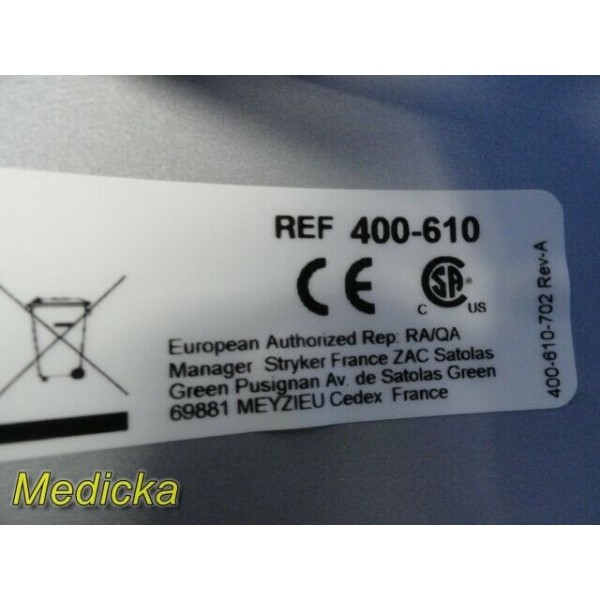 REF 400-610
CE
SA®
C US
European Authorized Rep: RA/QA
Manager Stryker France ZAC Satolas
Green Pusignan Av. de Satolas Green
69881 MEYZIEU Cedex France
400-610-702 Rev-A
Medicka